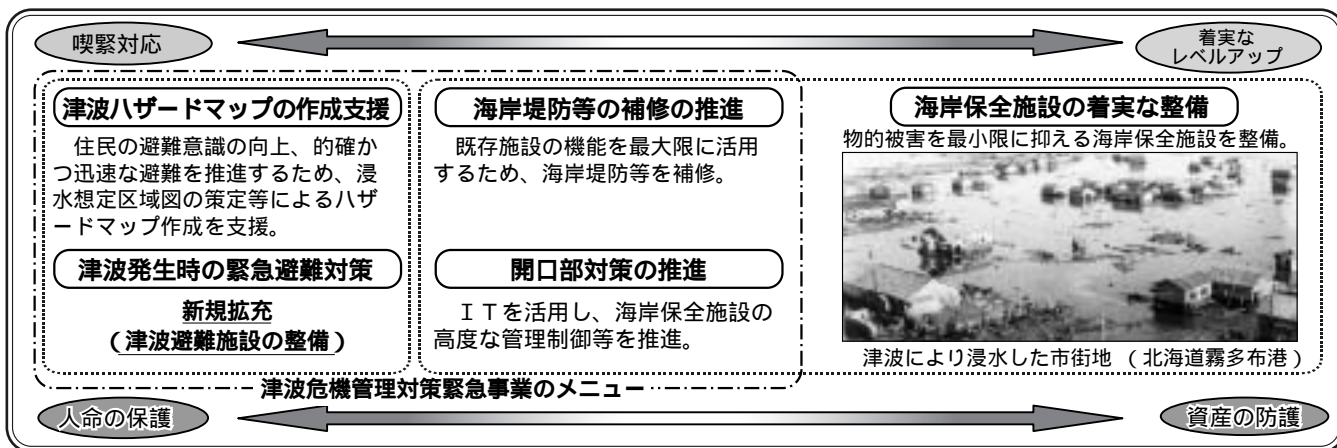 喫緊対応
着実な
レベルアップ
津波ハザードマップの作成支援
住民の避難意識の向上、的確か
つ迅速な避難を推進するため、浸
水想定区域図の策定等によるハザ
ードマップ作成を支援。
津波発生時の緊急避難対策
新規拡充
(津波避難施設の整備)
海岸堤防等の補修の推進
既存施設の機能を最大限に活用
するため、海岸堤防等を補修。
開口部対策の推進
ITを活用し、海岸保全施設の
高度な管理制御等を推進。
海岸保全施設の着実な整備
物的被害を最小限に抑える海岸保全施設を整備。
津波により浸水した市街地 (北海道霧多布港)
津波危機管理対策緊急事業のメニュー
人命の保護
資産の防護